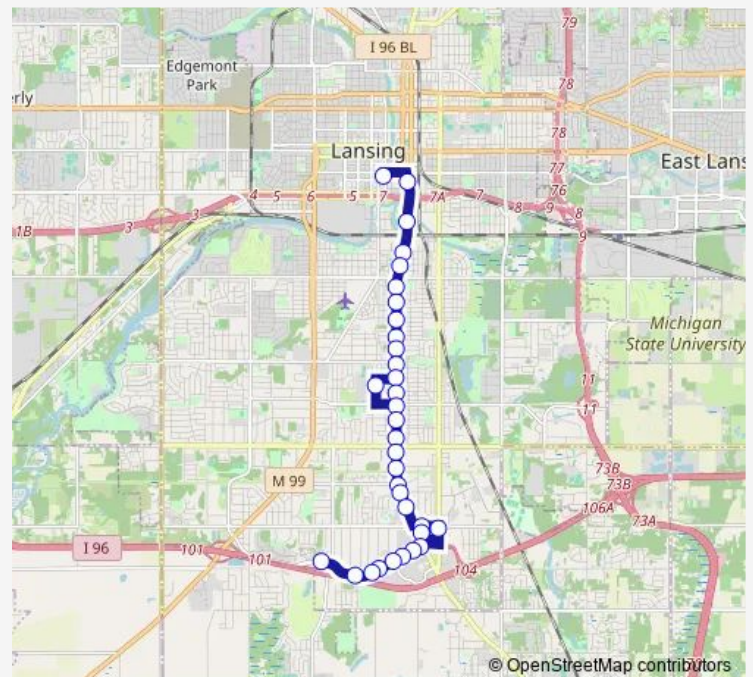 79
I 96 BL
Edgemont
Park
erly
78
78
Lansing
77
East Lans
76
4 5 6 5 7 7A 7 8 9 8
3 3
1B
9
Michigan
State University
11
11
M 99
73B
73B
106A
73A
I 96
101
101
104
© OpenStreetMap contributors